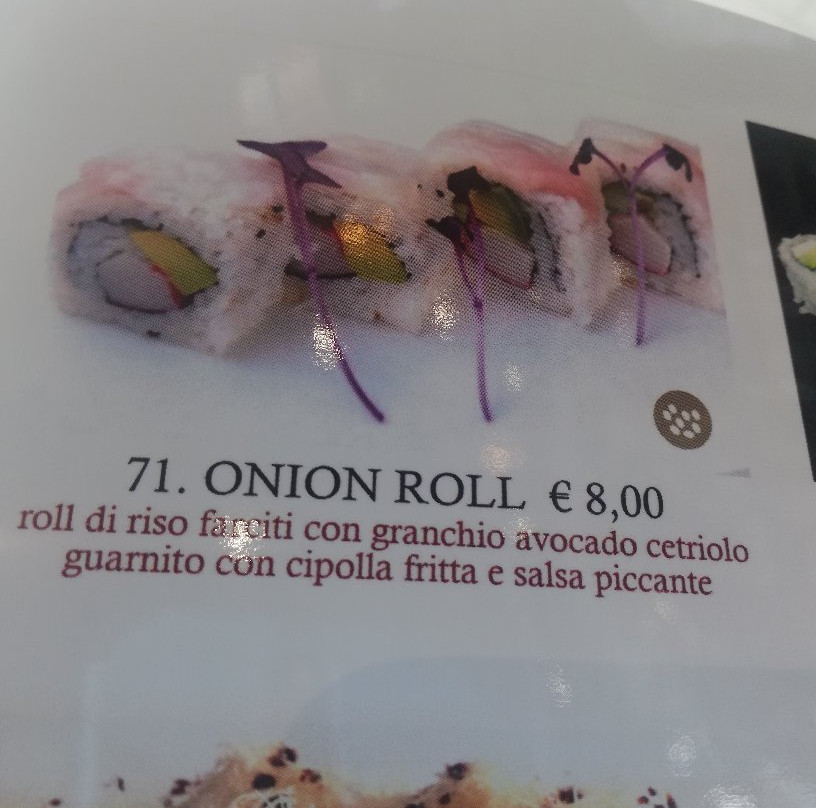 71. ONION ROLL € 8,00
roll di riso farciti con granchio avocado cetriolo
guarnito con cipolla fritta e salsa piccante